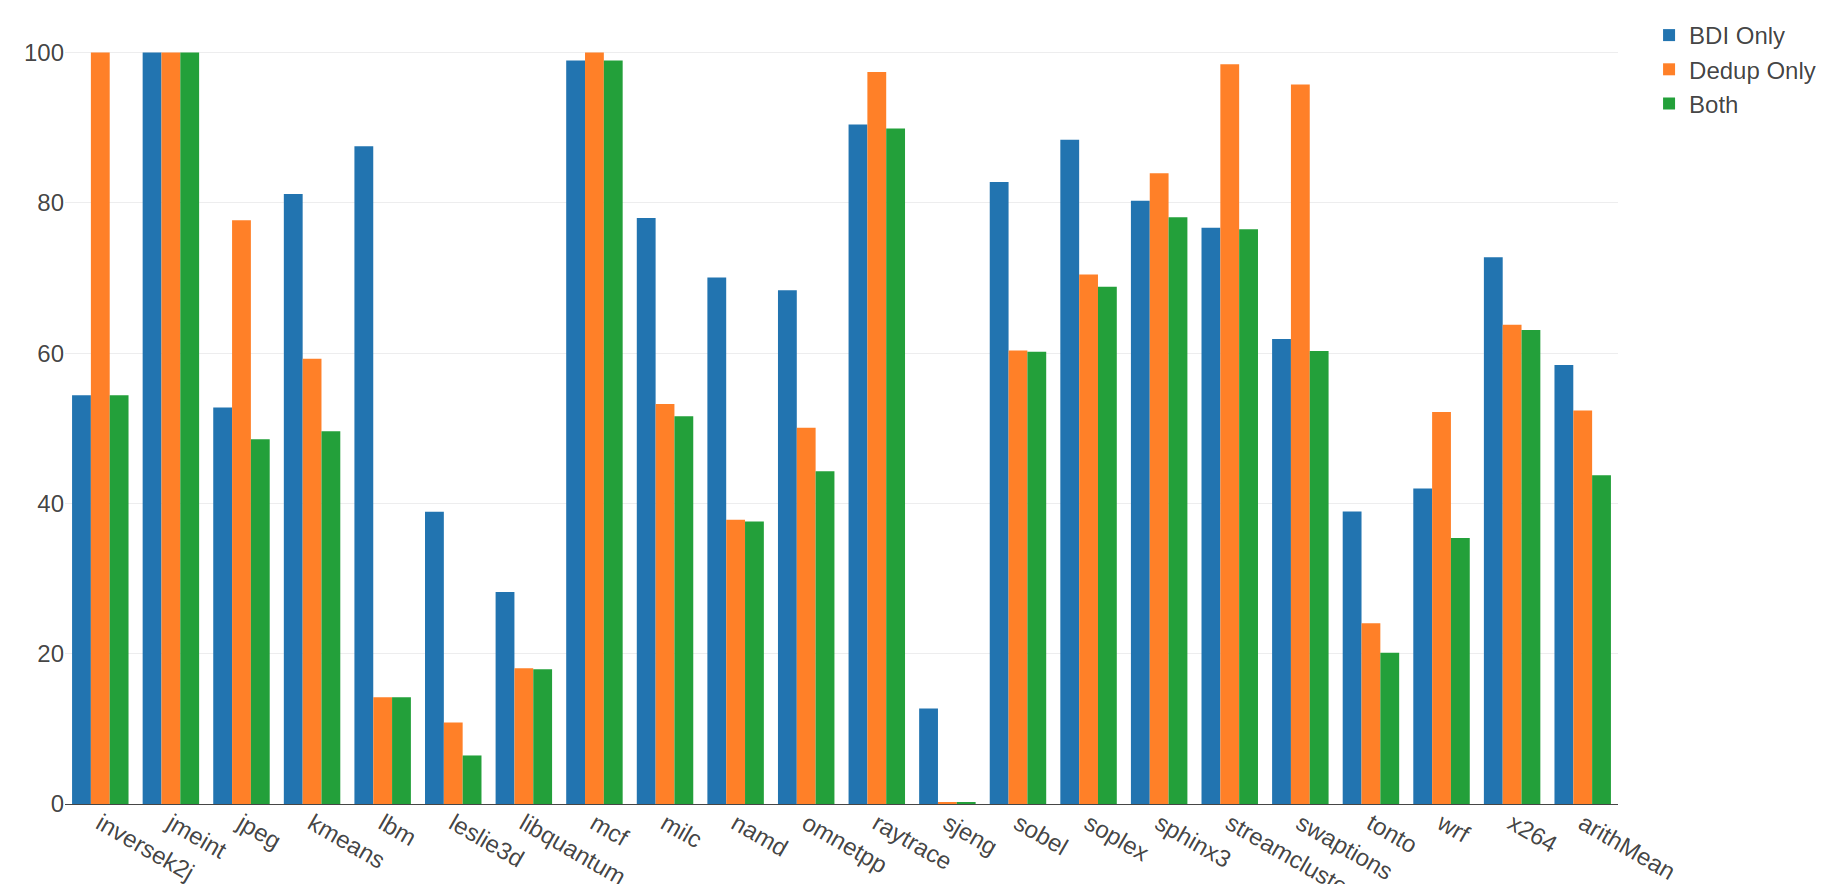 100
80
60
40
20
0
BDI Only
Dedup Only
Both
inversek2j
jmeint
jpeg
kmeans
lbm
leslie3d
libquantum
mcf
milc
namd
omnetpp
raytrace
sjeng
sobel
soplex
sphinx3
streamcluste
swaptions
tonto
wrf
x264
arithMean